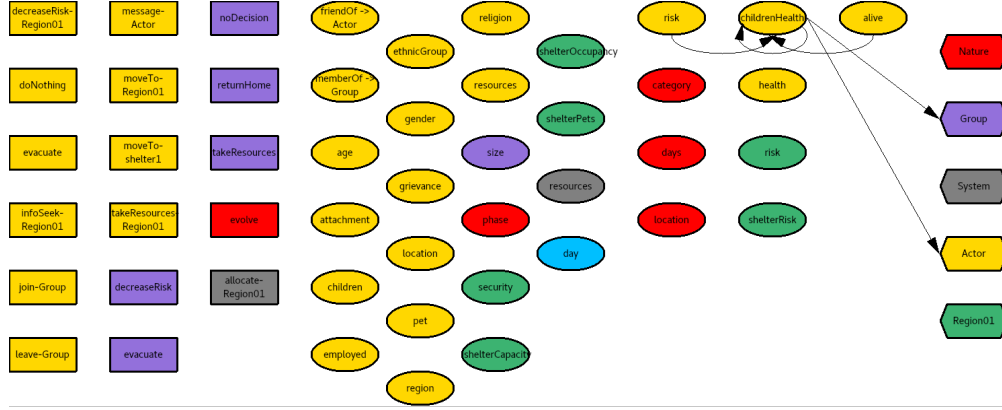 decreaseRisk-
Region01
doNothing
evacuate
infoSeek-
Region01
join-Group
leave-Group
message-
Actor
moveTo-
Region01
moveTo-
shelter1
takeResources-
Region01
decreaseRisk
evacuate
noDecision
returnHome
takeResources
evolve
allocate-
Region01
friendOf ->
Actor
memberOf ->
Group
age
attachment
children
employed
ethnicGroup
gender
grievance
location
pet
region
religion
resources
size
phase
security
shelterCapacity
shelterOccupancy
shelterPets
resources
day
risk
category
days
location
childrenHealth
health
risk
shelterRisk
alive
Nature
Group
System
Actor
Region01